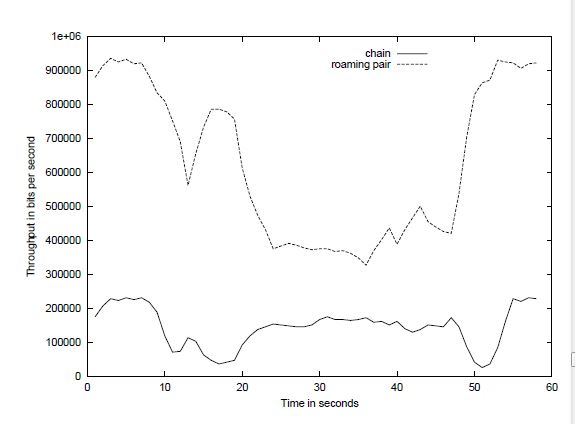 1e+06
900000
800000
700000
600000
500000
400000
300000
200000
100000
0
chain
roaming pair
Throughput in bits per second
0 10 20 30 40 50 60
Time in seconds